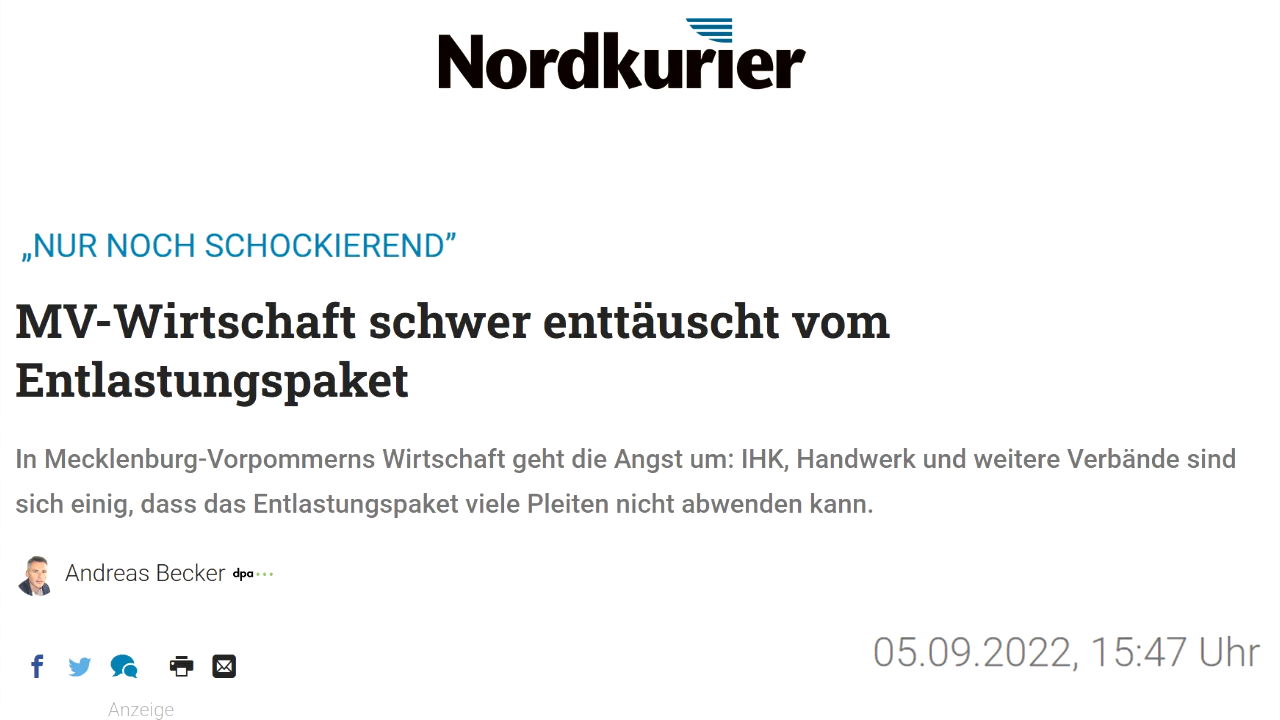 Nordkurier
„NUR NOCH SCHOCKIEREND”
MV-Wirtschaft schwer enttäuscht vom
Entlastungspaket
In Mecklenburg-Vorpommerns Wirtschaft geht die Angst um: IHK, Handwerk und weitere Verbände sind
sich einig, dass das Entlastungspaket viele Pleiten nicht abwenden kann.
Andreas Becker dpa
05.09.2022, 15:47 Uhr
Anzeige